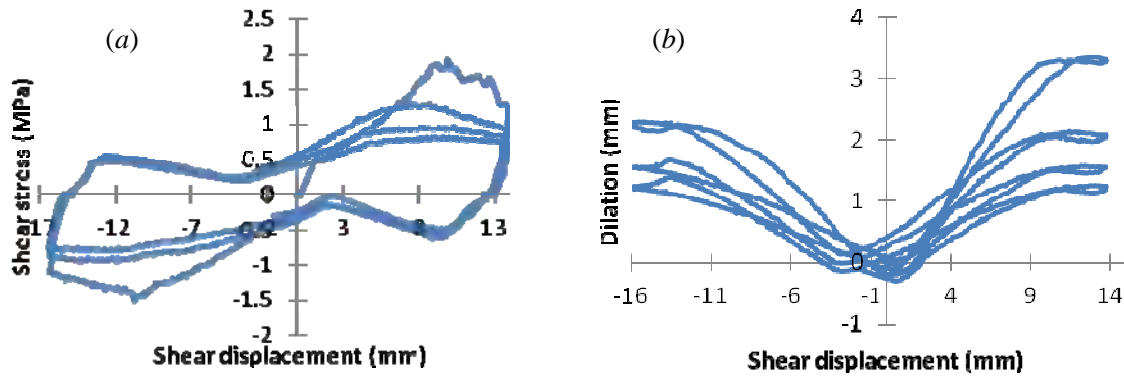 (a)
2.5
2
1.5
1
0.5
0
-17 -12 -7 -2 3 8 13
-0.5
-1
-1.5
-2
Shear stress (MPa)
Shear displacement (mm)
(b)
4
3
2
1
0
-16 -11 -6 -1 4 9 14
-1
Dilation (mm)
Shear displacement (mm)